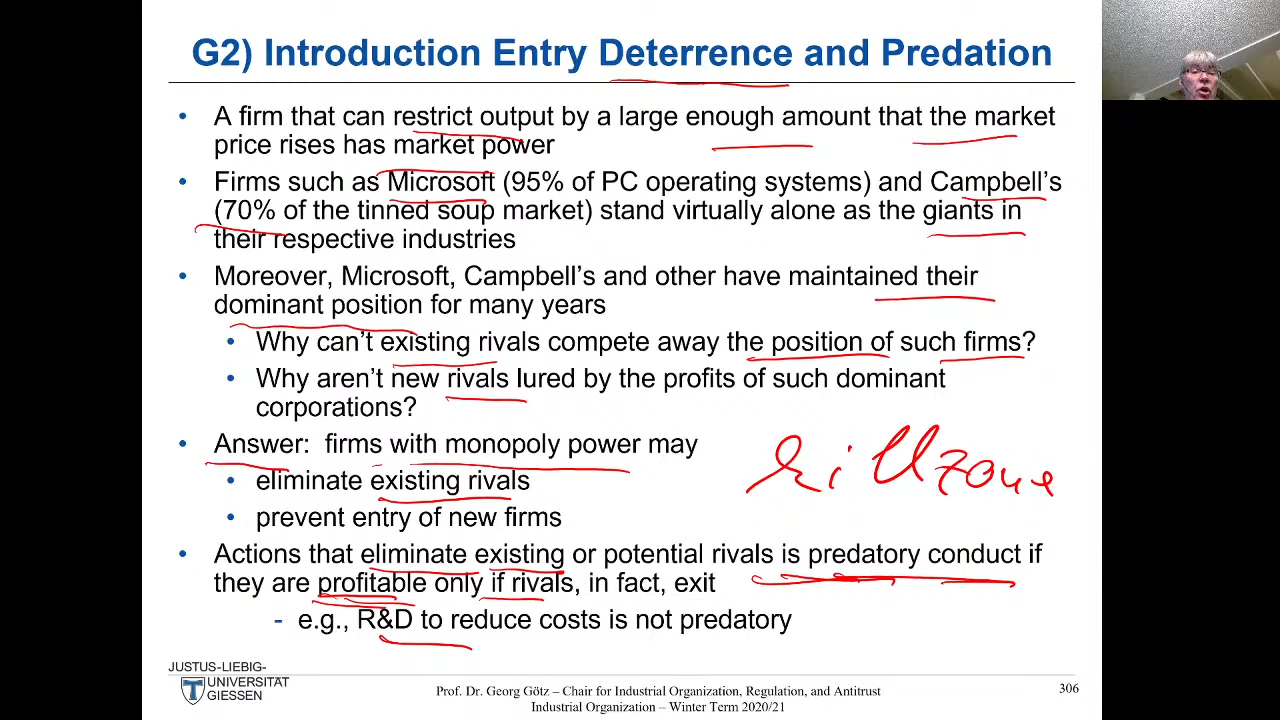 G2) Introduction Entry Deterrence and Predation
• A firm that can restrict output by a large enough amount that the market
price rises has market power
• Firms such as Microsoft (95% of PC operating systems) and Campbell's
(70% of the tinned soup market) stand virtually alone as the giants in
their respective industries
• Moreover, Microsoft, Campbell's and other have maintained their
dominant position for many years
• Why can't existing rivals compete away the position of such firms?
• Why aren't new rivals lured by the profits of such dominant
corporations?
• Answer: firms with monopoly power may
• eliminate existing rivals
killzone
• prevent entry of new firms
• Actions that eliminate existing or potential rivals is predatory conduct if
they are profitable only if rivals, in fact, exit
- e.g., R&D to reduce costs is not predatory
JUSTUS-LIEBIG-
UNIVERSITÄT
GIESSEN
Prof. Dr. Georg Götz – Chair for Industrial Organization, Regulation, and Antitrust
Industrial Organization – Winter Term 2020/21
306